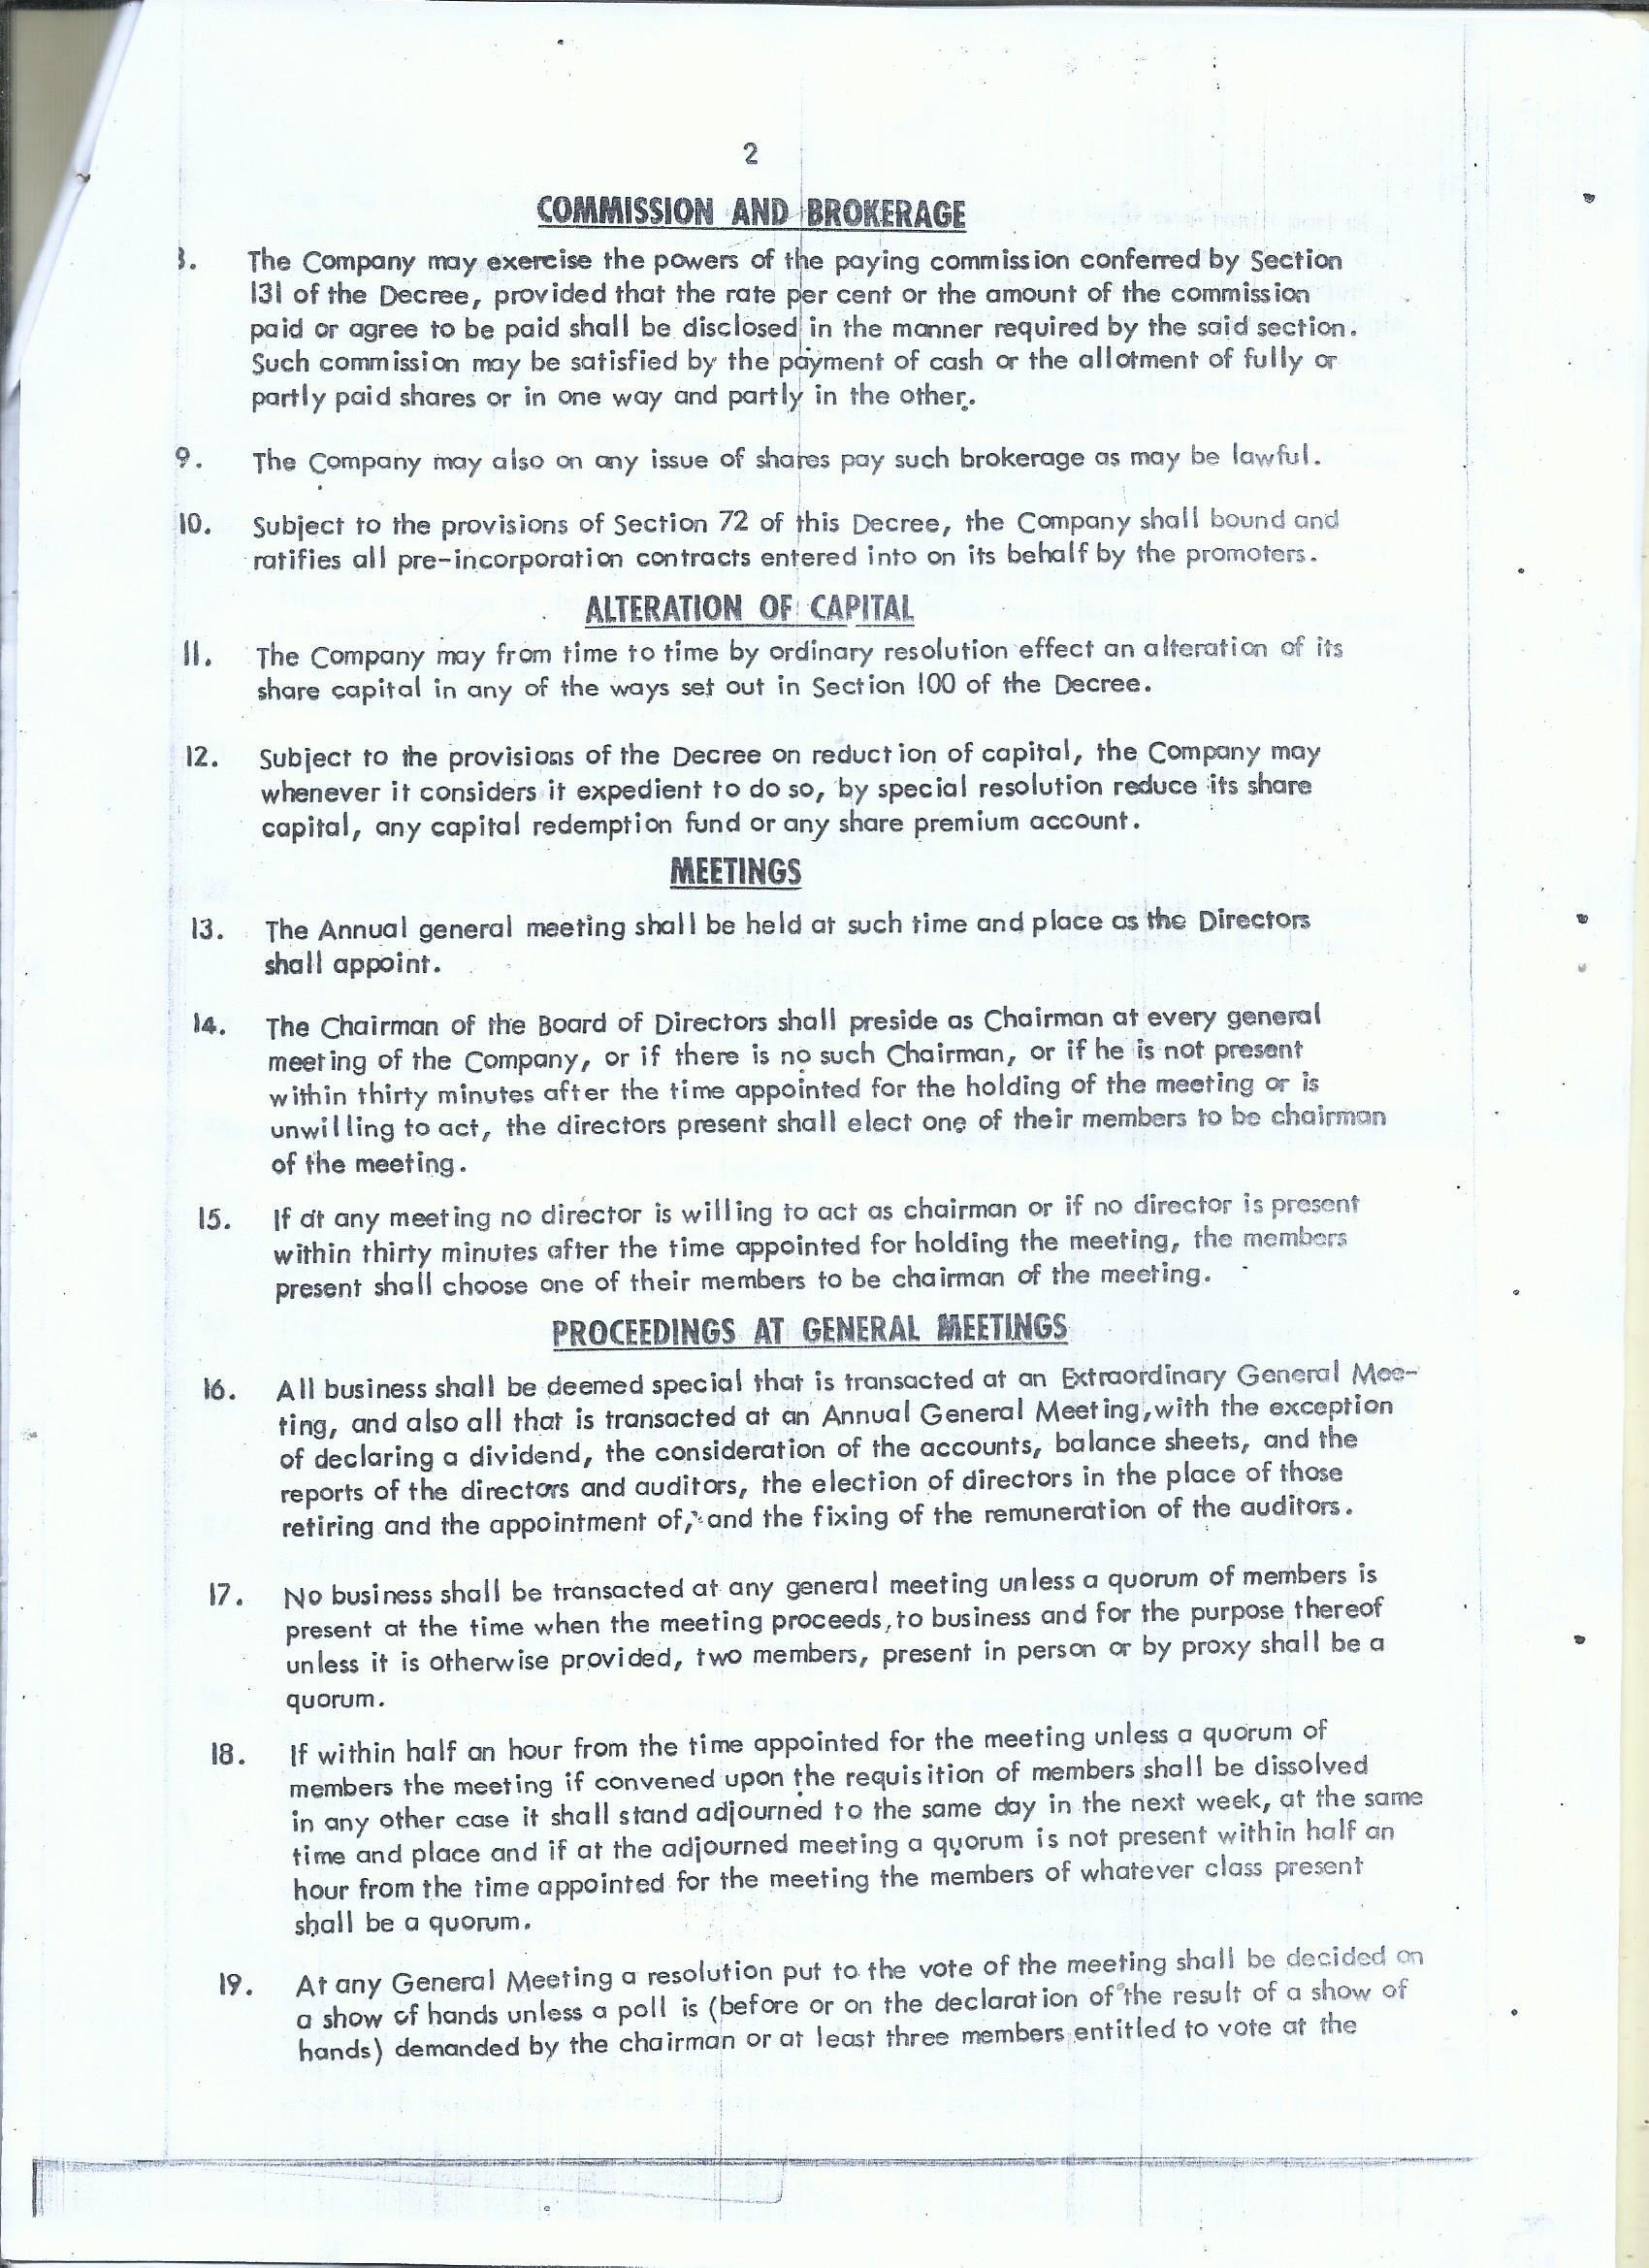 2
COMMISSION AND BROKERAGE
8. The Company may exercise the powers of the paying commission conferred by Section
131 of the Decree, provided that the rate per cent or the amount of the commission
paid or agree to be paid shall be disclosed in the manner required by the said section.
Such commission may be satisfied by the payment of cash or the allotment of fully or
partly paid shares or in one way and partly in the other.
9. The Company may also on any issue of shares pay such brokerage as may be lawful.
10. Subject to the provisions of Section 72 of this Decree, the Company shall bound and
ratifies all pre-incorporation contracts entered into on its behalf by the promoters.
ALTERATION OF CAPITAL
11. The Company may from time to time by ordinary resolution effect an alteration of its
share capital in any of the ways set out in Section 100 of the Decree.
12. Subject to the provisions of the Decree on reduction of capital, the Company may
whenever it considers it expedient to do so, by special resolution reduce its share
capital, any capital redemption fund or any share premium account.
MEETINGS
13. The Annual general meeting shall be held at such time and place as the Directors
shall appoint.
14. The Chairman of the Board of Directors shall preside as Chairman at every general
meeting of the Company, or if there is no such Chairman, or if he is not present
within thirty minutes after the time appointed for the holding of the meeting or is
unwilling to act, the directors present shall elect one of their members to be chairman
of the meeting.
15. If at any meeting no director is willing to act as chairman or if no director is present
within thirty minutes after the time appointed for holding the meeting, the members
present shall choose one of their members to be chairman of the meeting.
PROCEEDINGS AT GENERAL MEETINGS
16. All business shall be deemed special that is transacted at an Extraordinary General Mee-
ting, and also all that is transacted at an Annual General Meeting, with the exception
of declaring a dividend, the consideration of the accounts, balance sheets, and the
reports of the directors and auditors, the election of directors in the place of those
retiring and the appointment of, and the fixing of the remuneration of the auditors.
17. No business shall be transacted at any general meeting unless a quorum of members is
present at the time when the meeting proceeds, to business and for the purpose thereof
unless it is otherwise provided, two members, present in person or by proxy shall be a
quorum.
18. If within half an hour from the time appointed for the meeting unless a quorum of
members the meeting if convened upon the requisition of members shall be dissolved
in any other case it shall stand adjourned to the same day in the next week, at the same
time and place and if at the adjourned meeting a quorum is not present within half an
hour from the time appointed for the meeting the members of whatever class present
shall be a quorum.
19. At any General Meeting a resolution put to the vote of the meeting shall be decided on
a show of hands unless a poll is (before or on the declaration of the result of a show of
hands) demanded by the chairman or at least three members entitled to vote at the